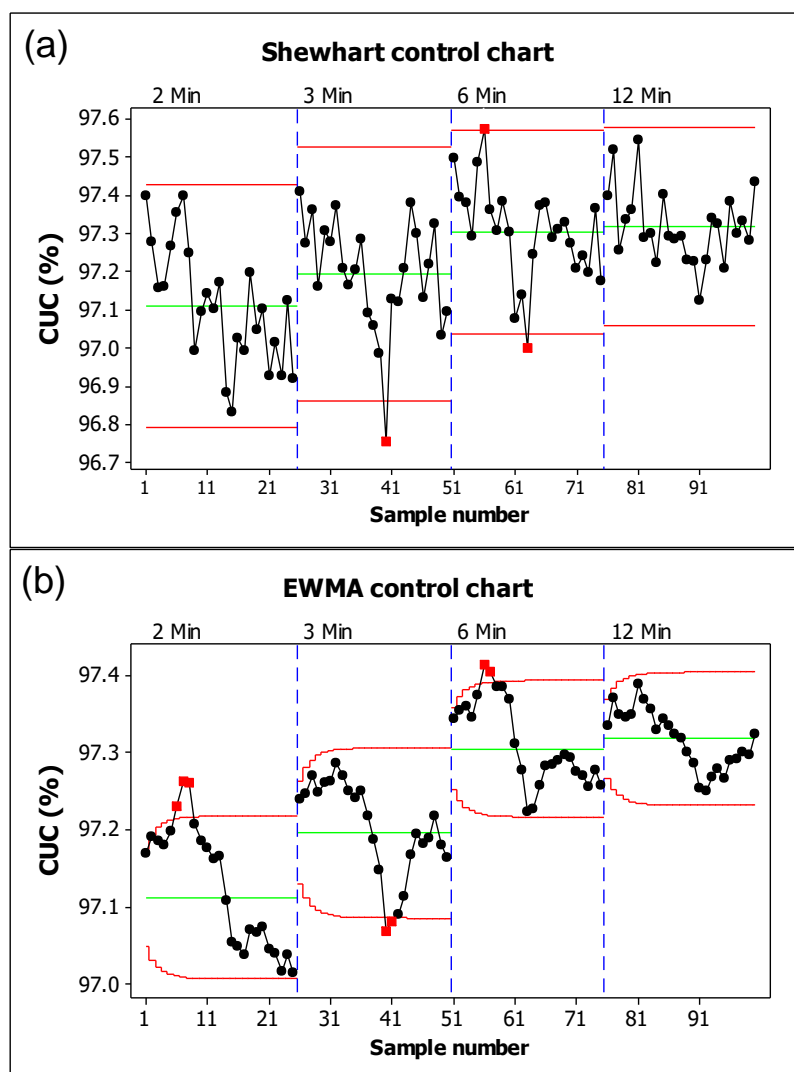 (a)
Shewhart control chart
2 Min 3 Min 6 Min 12 Min
97.6
97.5
97.4
97.3
97.2
97.1
97.0
96.9
96.8
96.7
CUC (%)
1 11 21 31 41 51 61 71 81 91
Sample number
(b)
EWMA control chart
2 Min 3 Min 6 Min 12 Min
97.4
97.3
97.2
97.1
97.0
CUC (%)
1 11 21 31 41 51 61 71 81 91
Sample number